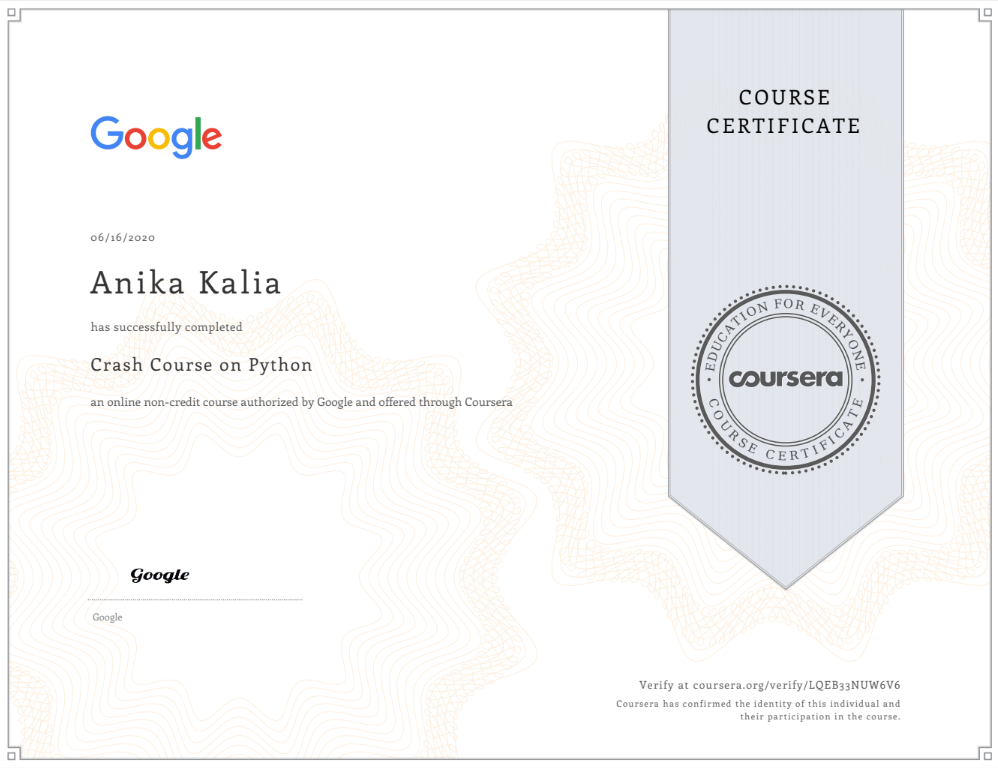 Google
06/16/2020
Anika Kalia
has successfully completed
Crash Course on Python
an online non-credit course authorized by Google and offered through Coursera
Google
Google
COURSE
CERTIFICATE
EDUCATION FOR EVERYONE
coursera
COURSE CERTIFICATE
Verify at coursera.org/verify/LQEB33NUW6V6
Coursera has confirmed the identity of this individual and
their participation in the course.